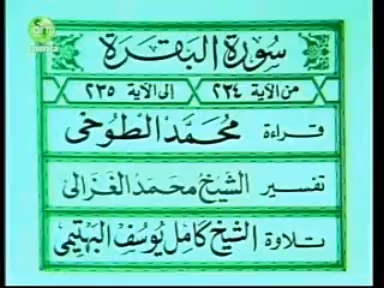 سورة البقرة
من الآية ٢٢٤ إلى الآية ٢٣٥
قراءة محمد الطوخى
تفسير الشيخ محمد الغزالى
تلاوة الشيخ كامل يوسف البهتيمى